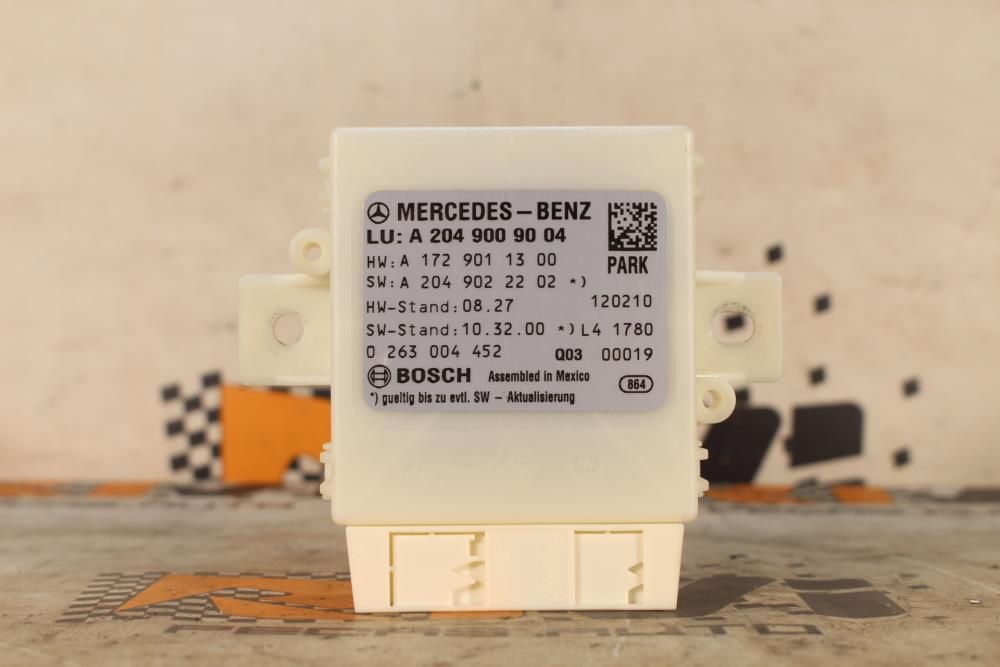 MERCEDES-BENZ
LU: A 204 900 90 04
PARK
HW: A 172 901 13 00
SW: A 204 902 22 02 *)
HW-Stand: 08.27 120210
SW-Stand: 10.32.00 *) L4 1780
0 263 004 452 Q03 00019
BOSCH Assembled in Mexico 864
*) gueltig bis zu evtl. SW - Aktualisierung